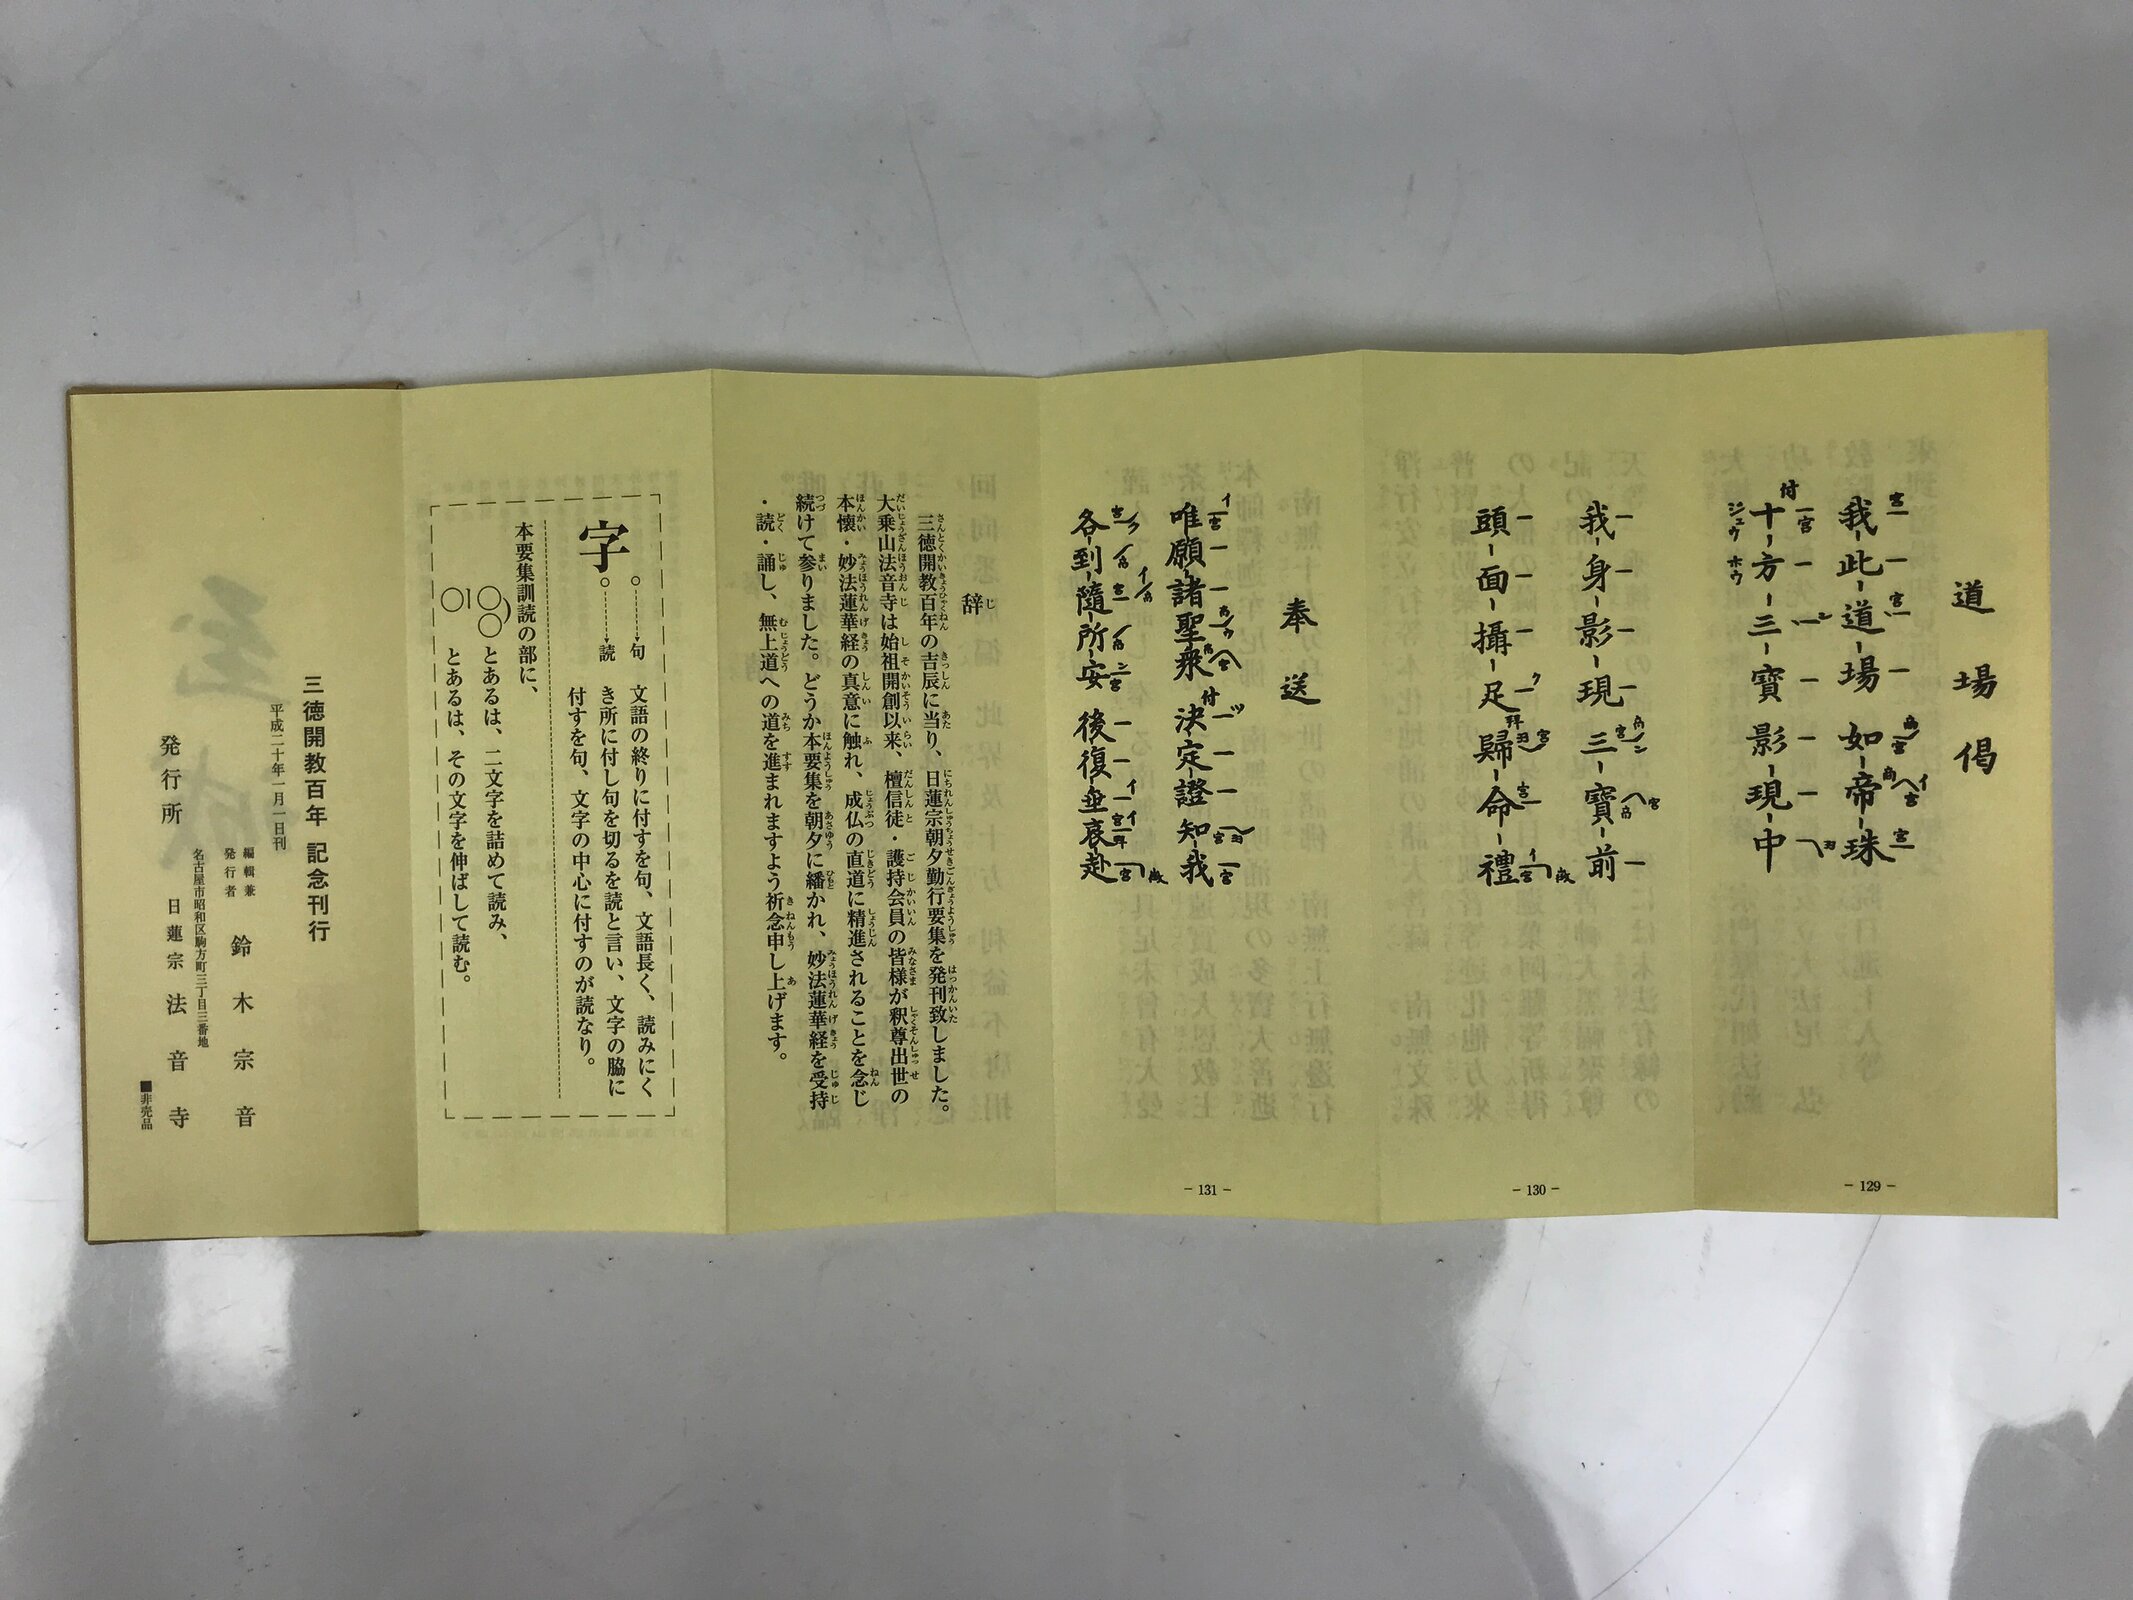 道場偈
我此道場如帝珠
十方三寶影現中
ジュウホウ
－129－
我身影現三寶前
頭面攝足歸命禮
－130－
奉送
唯願諸聖衆決定證知我
各到隨所安後復垂哀赴
－131－
辞
三徳開教百年の吉辰に当り、日蓮宗朝夕勤行要集を発刊致しました。
大乗山法音寺は始祖開創以来、檀信徒・護持会員の皆様が釈尊出世の
本懐・妙法蓮華経の真意に触れ、成仏の直道に精進されることを念じ
続けて参りました。どうか本要集を朝夕に繙かれ、妙法蓮華経を受持
・読・誦し、無上道への道を進まれますよう祈念申し上げます。
字
句 文語の終りに付すを句、文語長く、読みにく
読 き所に付し句を切るを読と言い、文字の脇に
付すを句、文字の中心に付すのが読なり。
本要集訓読の部に、
○○とあるは、二文字を詰めて読み、
○｜とあるは、その文字を伸ばして読む。
三徳開教百年 記念刊行
平成二十年一月一日刊
編輯兼
発行者 鈴木宗音
名古屋市昭和区駒方町三丁目三番地
発行所 日蓮宗 法音寺
■非売品